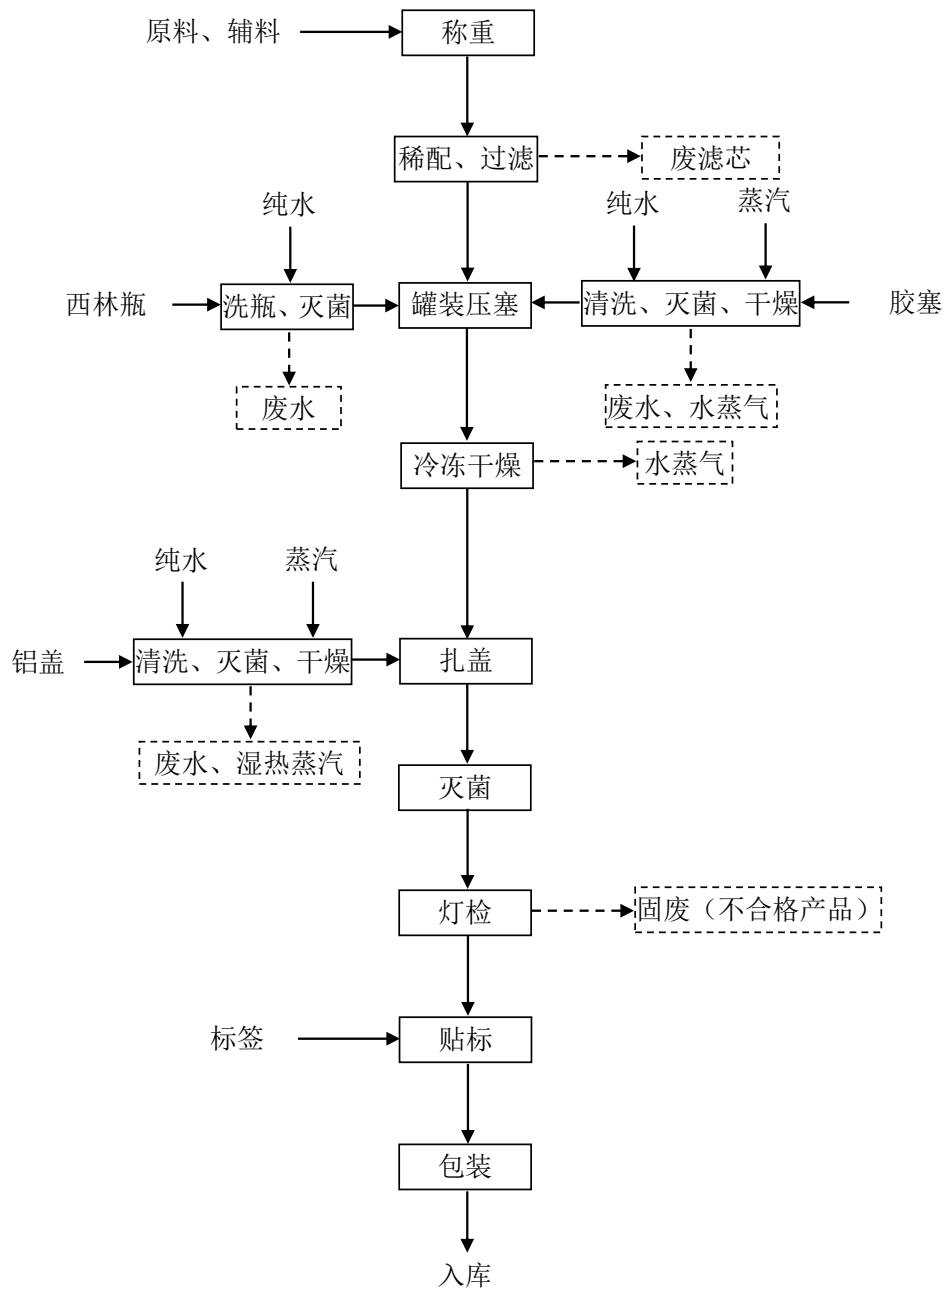 原料、辅料
称重
稀配、过滤
废滤芯
纯水
纯水
蒸汽
西林瓶
洗瓶、灭菌
罐装压塞
清洗、灭菌、干燥
胶塞
废水
废水、水蒸气
冷冻干燥
水蒸气
纯水
蒸汽
铝盖
清洗、灭菌、干燥
扎盖
废水、湿热蒸汽
灭菌
灯检
固废（不合格产品）
标签
贴标
包装
入库